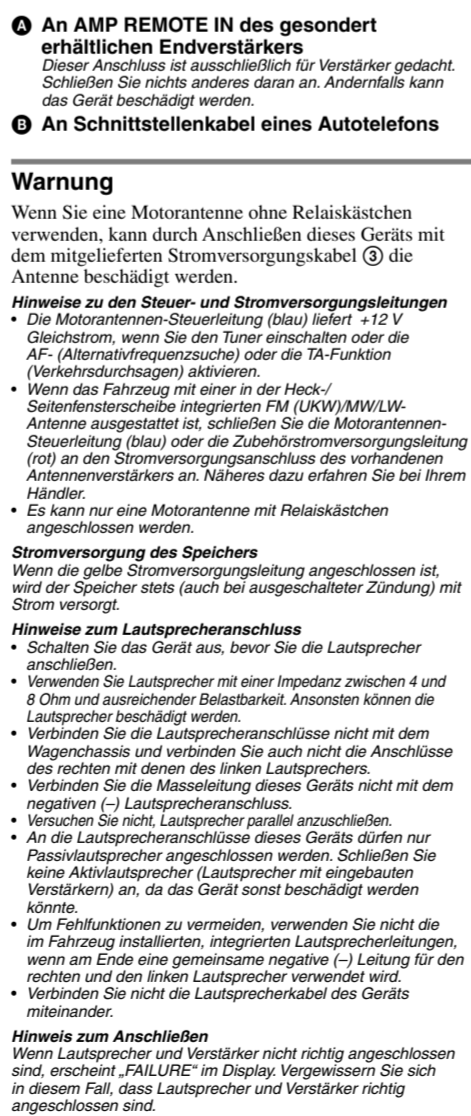 Ⓐ An AMP REMOTE IN des gesondert
erhältlichen Endverstärkers
Dieser Anschluss ist ausschließlich für Verstärker gedacht.
Schließen Sie nichts anderes daran an. Andernfalls kann
das Gerät beschädigt werden.
Ⓑ An Schnittstellenkabel eines Autotelefons
Warnung
Wenn Sie eine Motorantenne ohne Relaiskästchen
verwenden, kann durch Anschließen dieses Geräts mit
dem mitgelieferten Stromversorgungskabel ③ die
Antenne beschädigt werden.
Hinweise zu den Steuer- und Stromversorgungsleitungen
• Die Motorantennen-Steuerleitung (blau) liefert +12 V
Gleichstrom, wenn Sie den Tuner einschalten oder die
AF- (Alternativfrequenzsuche) oder die TA-Funktion
(Verkehrsdurchsagen) aktivieren.
• Wenn das Fahrzeug mit einer in der Heck-/
Seitenfensterscheibe integrierten FM (UKW)/MW/LW-
Antenne ausgestattet ist, schließen Sie die Motorantennen-
Steuerleitung (blau) oder die Zubehörstromversorgungsleitung
(rot) an den Stromversorgungsanschluss des vorhandenen
Antennenverstärkers an. Näheres dazu erfahren Sie bei Ihrem
Händler.
• Es kann nur eine Motorantenne mit Relaiskästchen
angeschlossen werden.
Stromversorgung des Speichers
Wenn die gelbe Stromversorgungsleitung angeschlossen ist,
wird der Speicher stets (auch bei ausgeschalteter Zündung) mit
Strom versorgt.
Hinweise zum Lautsprecheranschluss
• Schalten Sie das Gerät aus, bevor Sie die Lautsprecher
anschließen.
• Verwenden Sie Lautsprecher mit einer Impedanz zwischen 4 und
8 Ohm und ausreichender Belastbarkeit. Ansonsten können die
Lautsprecher beschädigt werden.
• Verbinden Sie die Lautsprecheranschlüsse nicht mit dem
Wagenchassis und verbinden Sie auch nicht die Anschlüsse
des rechten mit denen des linken Lautsprechers.
• Verbinden Sie die Masseleitung dieses Geräts nicht mit dem
negativen (–) Lautsprecheranschluss.
• Versuchen Sie nicht, Lautsprecher parallel anzuschließen.
• An die Lautsprecheranschlüsse dieses Geräts dürfen nur
Passivlautsprecher angeschlossen werden. Schließen Sie
keine Aktivlautsprecher (Lautsprecher mit eingebauten
Verstärkern) an, da das Gerät sonst beschädigt werden
könnte.
• Um Fehlfunktionen zu vermeiden, verwenden Sie nicht die
im Fahrzeug installierten, integrierten Lautsprecherleitungen,
wenn am Ende eine gemeinsame negative (–) Leitung für den
rechten und den linken Lautsprecher verwendet wird.
• Verbinden Sie nicht die Lautsprecherkabel des Geräts
miteinander.
Hinweis zum Anschließen
Wenn Lautsprecher und Verstärker nicht richtig angeschlossen
sind, erscheint „FAILURE“ im Display. Vergewissern Sie sich
in diesem Fall, dass Lautsprecher und Verstärker richtig
angeschlossen sind.